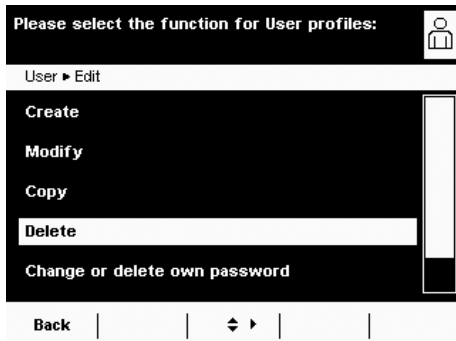 Please select the function for User profiles:
User ▸ Edit
Create
Modify
Copy
Delete
Change or delete own password
Back